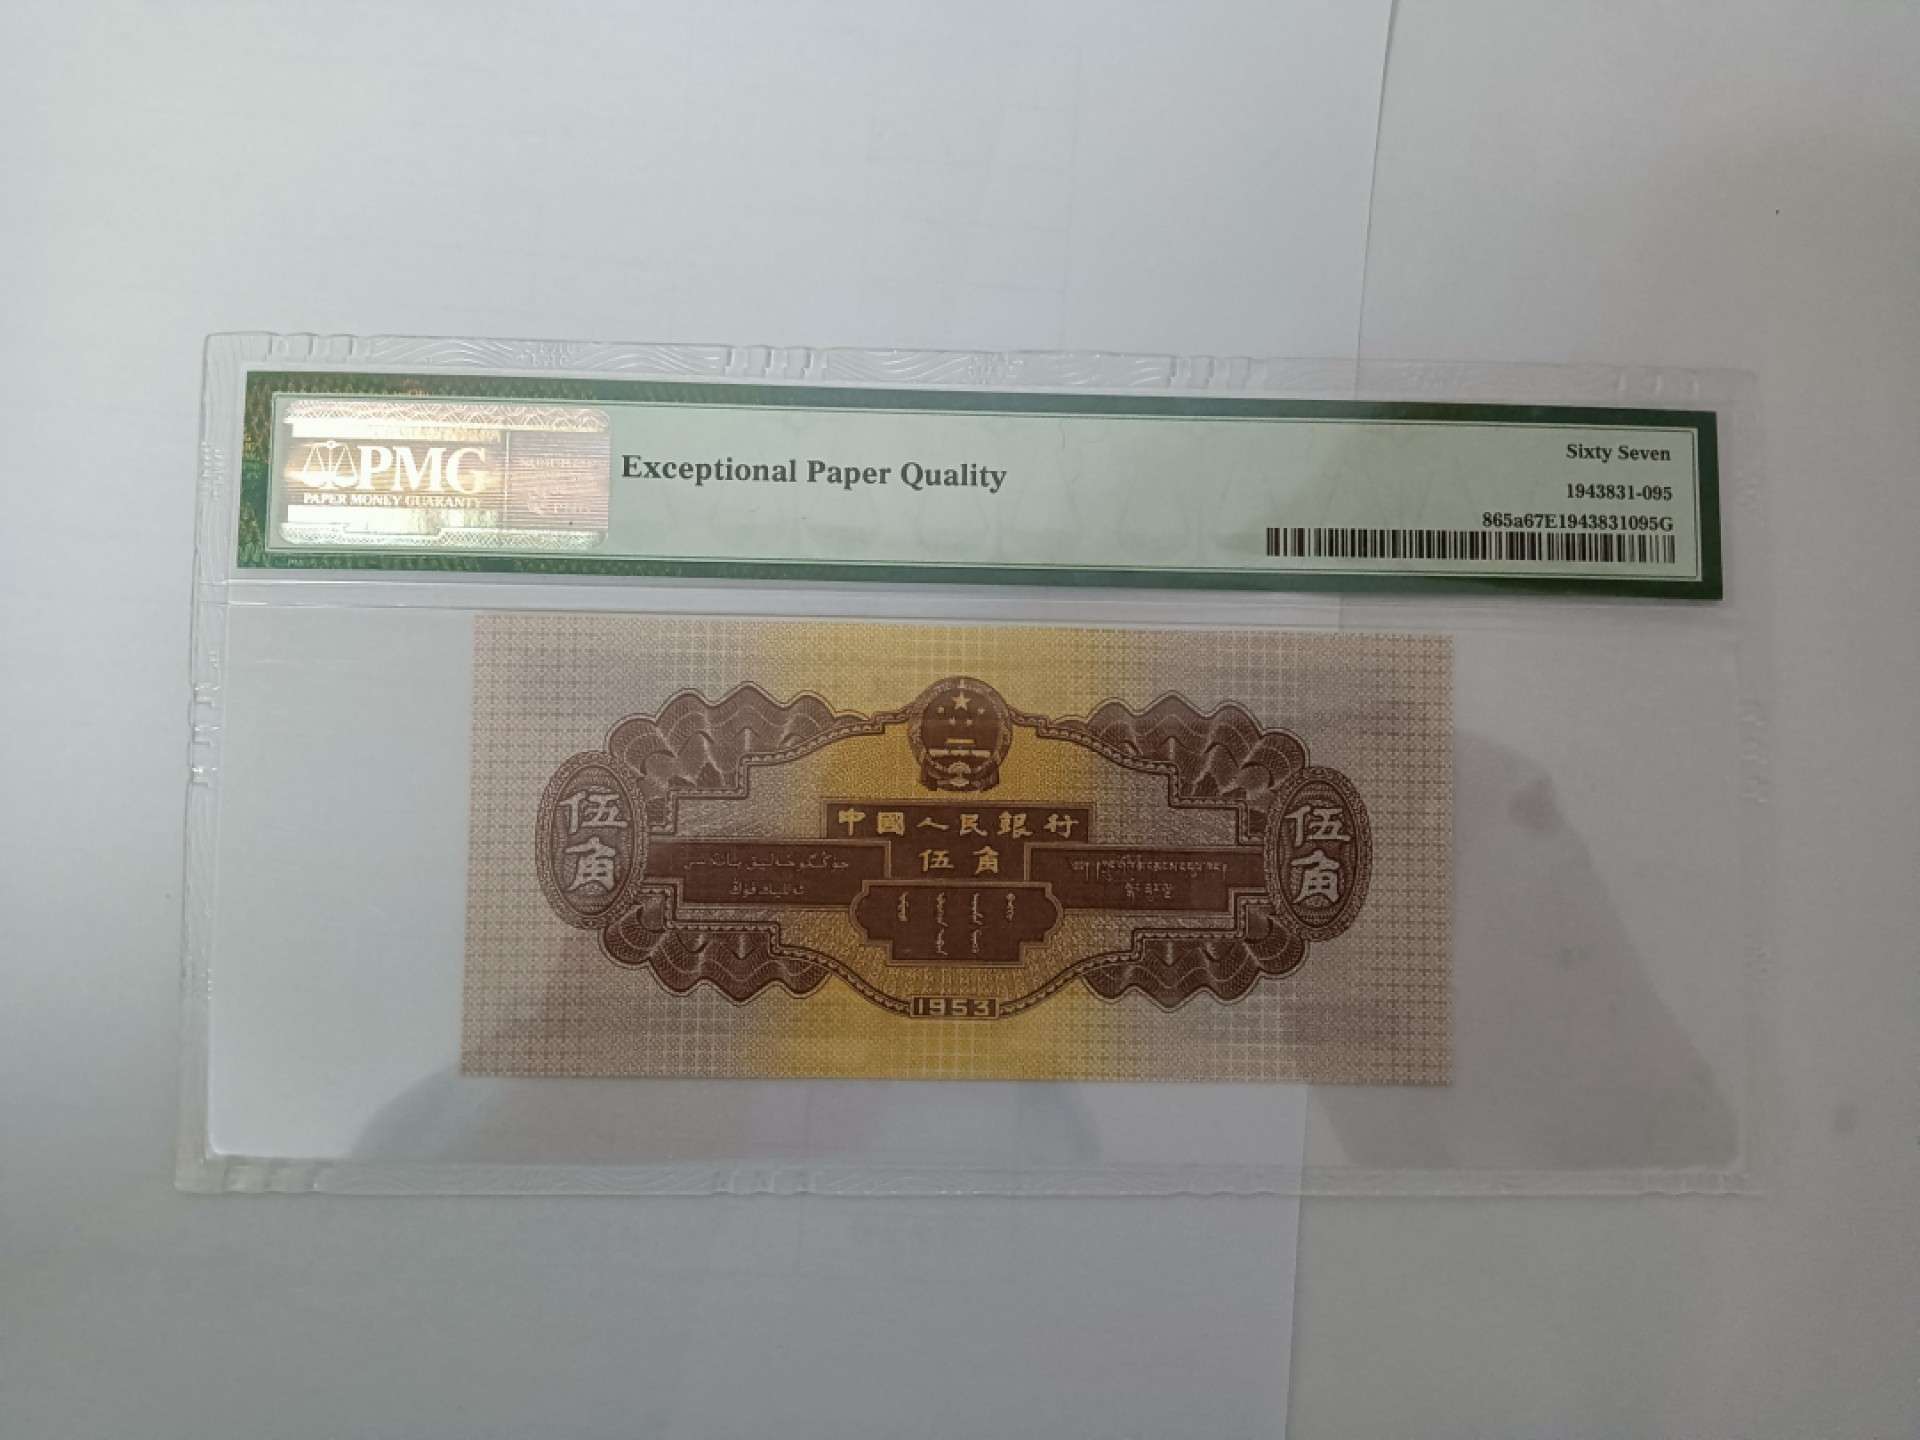 PMG
PAPER MONEY GUARANTY
Exceptional Paper Quality
Sixty Seven
1943831-095
865a67E1943831095G
中國人民銀行
伍角
伍角
伍角
1953